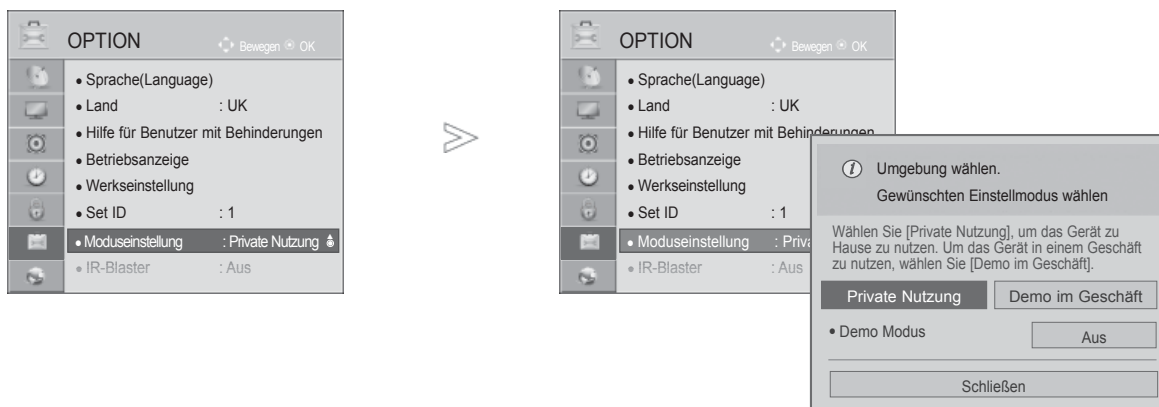 OPTION
Bewegen OK
• Sprache(Language)
• Land : UK
• Hilfe für Benutzer mit Behinderungen
• Betriebsanzeige
• Werkseinstellung
• Set ID : 1
• Moduseinstellung : Private Nutzung
• IR-Blaster : Aus
OPTION
Bewegen OK
• Sprache(Language)
• Land : UK
• Hilfe für Benutzer mit Behinderungen
• Betriebsanzeige
• Werkseinstellung
• Set ID : 1
• Moduseinstellung : Priva
• IR-Blaster : Aus
i Umgebung wählen.
Gewünschten Einstellmodus wählen
Wählen Sie [Private Nutzung], um das Gerät zu
Hause zu nutzen. Um das Gerät in einem Geschäft
zu nutzen, wählen Sie [Demo im Geschäft].
Private Nutzung Demo im Geschäft
• Demo Modus Aus
Schließen